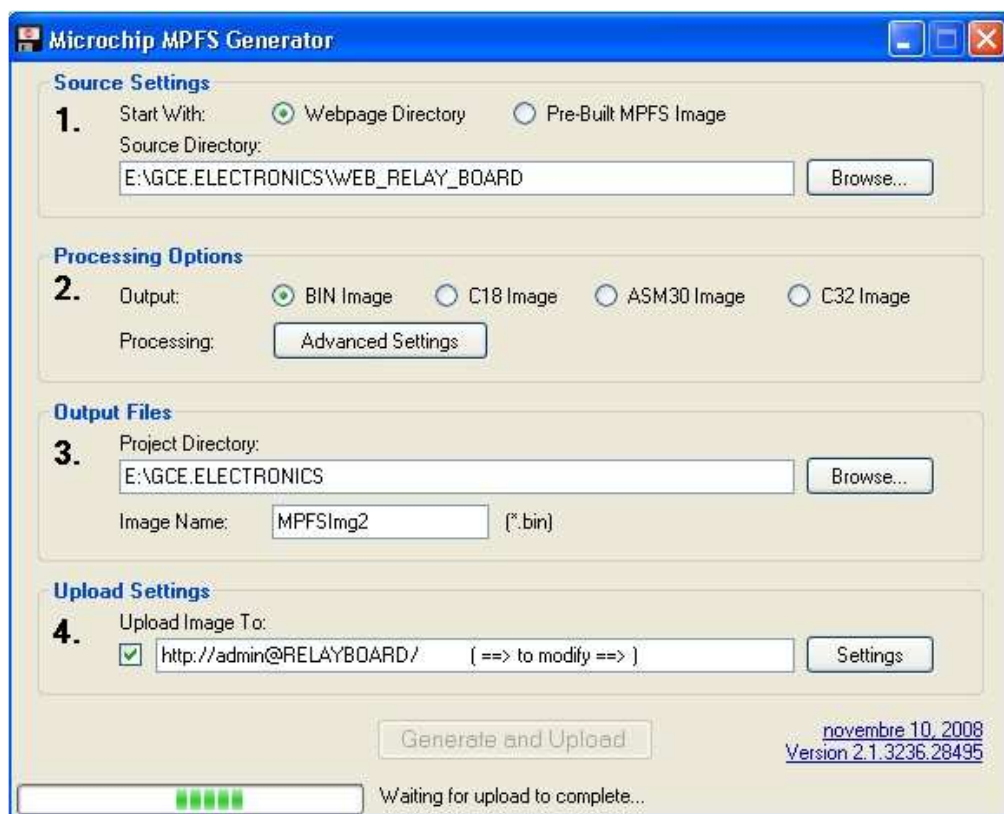 Microchip MPFS Generator
Source Settings
1.
Start With: Webpage Directory Pre-Built MPFS Image
Source Directory:
E:\GCE.ELECTRONICS\WEB_RELAY_BOARD Browse...
Processing Options
2.
Output: BIN Image C18 Image ASM30 Image C32 Image
Processing: Advanced Settings
Output Files
3.
Project Directory:
E:\GCE.ELECTRONICS Browse...
Image Name: MPFSImg2 (*.bin)
Upload Settings
4.
Upload Image To:
http://admin@RELAYBOARD/ ( ==> to modify ==> ) Settings
Generate and Upload
novembre 10, 2008
Version 2.1.3236.28495
Waiting for upload to complete...